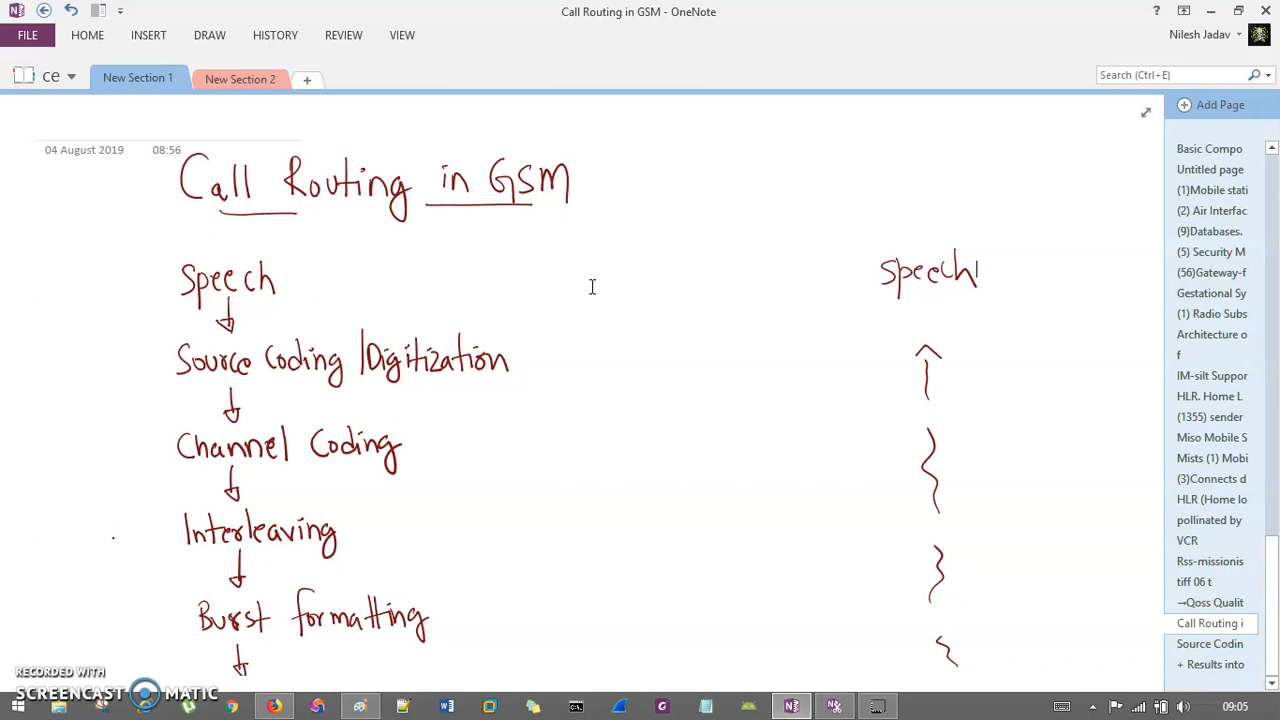 Call Routing in GSM - OneNote
FILE HOME INSERT DRAW HISTORY REVIEW VIEW
Nilesh Jadav
ce New Section 1 New Section 2 +
Search (Ctrl+E)
Add Page
04 August 2019 08:56
Call Routing in GSM
Speech
Source Coding /Digitization
Channel Coding
Interleaving
Burst formatting
speech
Basic Compo
Untitled page
(1)Mobile stati
(2) Air Interfac
(9)Databases.
(5) Security M
(56)Gateway-f
Gestational Sy
(1) Radio Subs
Architecture o
f
IM-silt Suppor
HLR. Home L
(1355) sender
Miso Mobile S
Mists (1) Mobi
(3)Connects d
HLR (Home lo
pollinated by
VCR
Rss-missionis
tiff 06 t
→Qoss Qualit
Call Routing i
Source Codin
+ Results into
RECORDED WITH
SCREENCAST MATIC
09:05